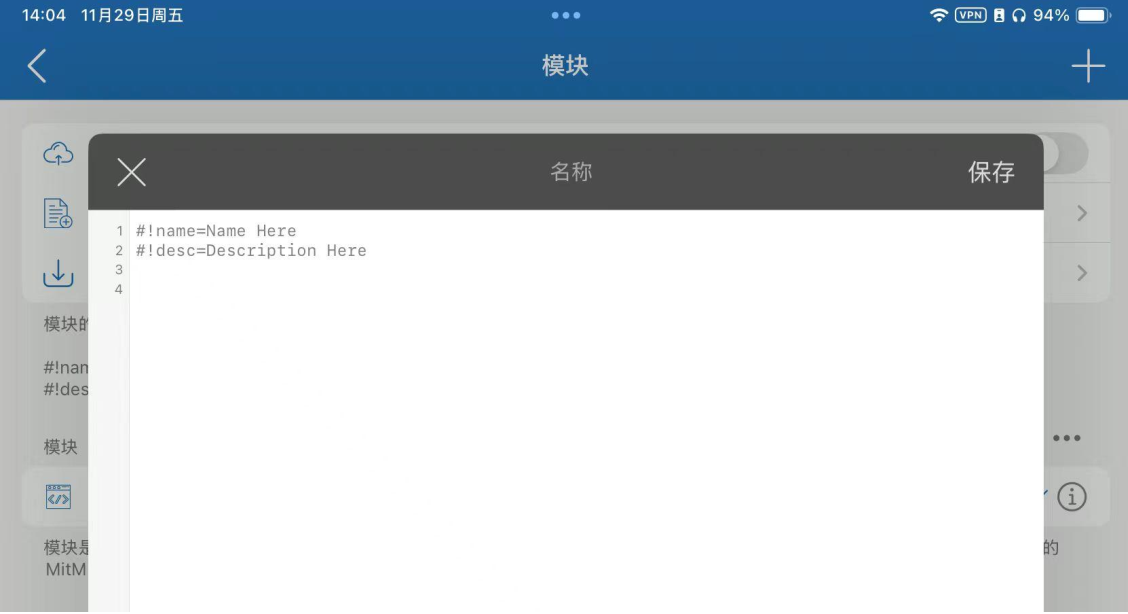 14:04 11月29日周五
VPN 94%
模块
名称
保存
1 #!name=Name Here
2 #!desc=Description Here
3
4
模块的
#!nam
#!des
模块
模块是
的
MitM